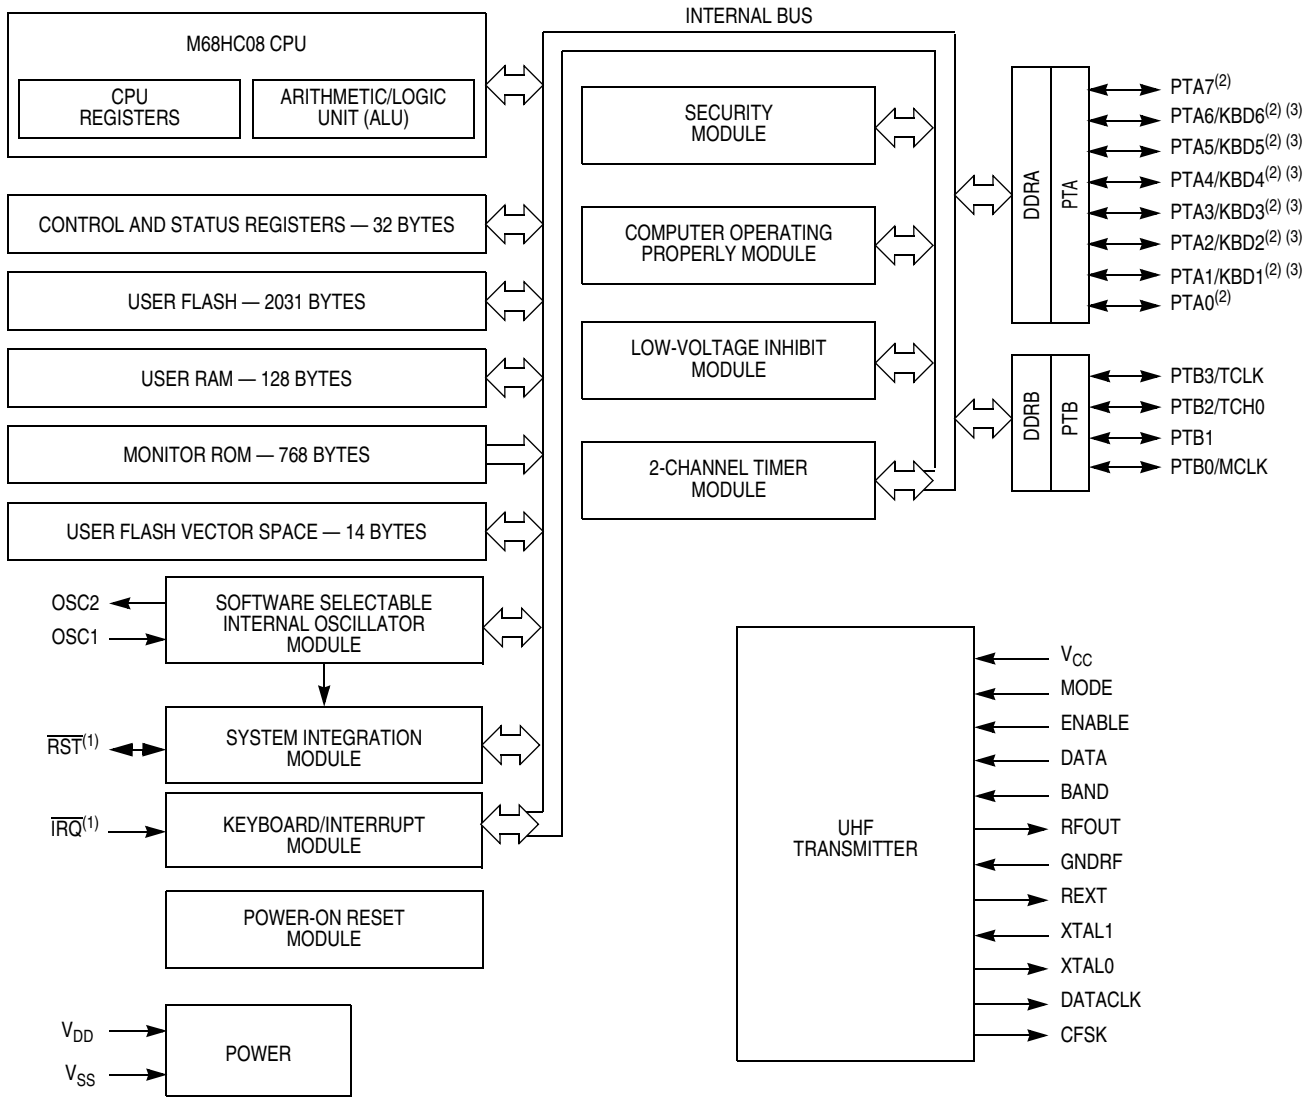 INTERNAL BUS
M68HC08 CPU
CPU
REGISTERS
ARITHMETIC/LOGIC
UNIT (ALU)
CONTROL AND STATUS REGISTERS — 32 BYTES
USER FLASH — 2031 BYTES
USER RAM — 128 BYTES
MONITOR ROM — 768 BYTES
USER FLASH VECTOR SPACE — 14 BYTES
OSC2
OSC1
SOFTWARE SELECTABLE
INTERNAL OSCILLATOR
MODULE
RST(1)
SYSTEM INTEGRATION
MODULE
IRQ(1)
KEYBOARD/INTERRUPT
MODULE
POWER-ON RESET
MODULE
VDD
VSS
POWER
SECURITY
MODULE
COMPUTER OPERATING
PROPERLY MODULE
LOW-VOLTAGE INHIBIT
MODULE
2-CHANNEL TIMER
MODULE
DDRA
PTA
PTA7(2)
PTA6/KBD6(2) (3)
PTA5/KBD5(2) (3)
PTA4/KBD4(2) (3)
PTA3/KBD3(2) (3)
PTA2/KBD2(2) (3)
PTA1/KBD1(2) (3)
PTA0(2)
DDRB
PTB
PTB3/TCLK
PTB2/TCH0
PTB1
PTB0/MCLK
UHF
TRANSMITTER
VCC
MODE
ENABLE
DATA
BAND
RFOUT
GNDRF
REXT
XTAL1
XTAL0
DATACLK
CFSK